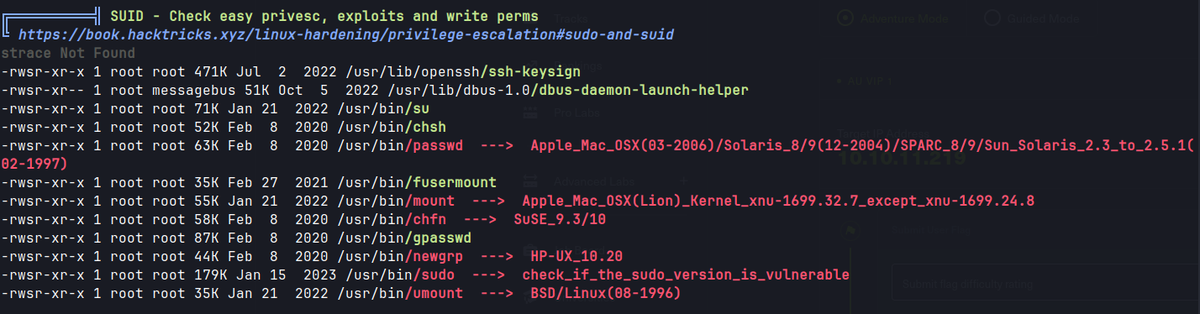 ╔══════════╣ SUID - Check easy privesc, exploits and write perms
╚ https://book.hacktricks.xyz/linux-hardening/privilege-escalation#sudo-and-suid
strace Not Found
-rwsr-xr-x 1 root root 471K Jul  2  2022 /usr/lib/openssh/ssh-keysign
-rwsr-xr-- 1 root messagebus 51K Oct  5  2022 /usr/lib/dbus-1.0/dbus-daemon-launch-helper
-rwsr-xr-x 1 root root 71K Jan 21  2022 /usr/bin/su
-rwsr-xr-x 1 root root 52K Feb  8  2020 /usr/bin/chsh
-rwsr-xr-x 1 root root 63K Feb  8  2020 /usr/bin/passwd  --->  Apple_Mac_OSX(03-2006)/Solaris_8/9(12-2004)/SPARC_8/9/Sun_Solaris_2.3_to_2.5.1(
02-1997)
-rwsr-xr-x 1 root root 35K Feb 27  2021 /usr/bin/fusermount
-rwsr-xr-x 1 root root 55K Jan 21  2022 /usr/bin/mount  --->  Apple_Mac_OSX(Lion)_Kernel_xnu-1699.32.7_except_xnu-1699.24.8
-rwsr-xr-x 1 root root 58K Feb  8  2020 /usr/bin/chfn  --->  SuSE_9.3/10
-rwsr-xr-x 1 root root 87K Feb  8  2020 /usr/bin/gpasswd
-rwsr-xr-x 1 root root 44K Feb  8  2020 /usr/bin/newgrp  --->  HP-UX_10.20
-rwsr-xr-x 1 root root 179K Jan 15  2023 /usr/bin/sudo  --->  check_if_the_sudo_version_is_vulnerable
-rwsr-xr-x 1 root root 35K Jan 21  2022 /usr/bin/umount  --->  BSD/Linux(08-1996)
Adventure Mode
Guided Mode
10.10.11.219